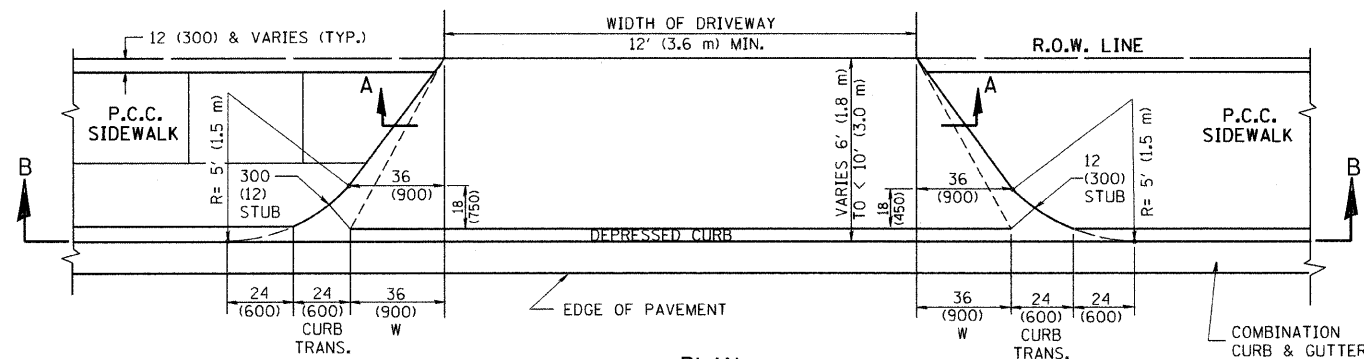 WIDTH OF DRIVEWAY
12' (3.6 m) MIN.
12 (300) & VARIES (TYP.)
R.O.W. LINE
A
A
P.C.C.
SIDEWALK
P.C.C.
SIDEWALK
R= 5' (1.5 m)
VARIES 6' (1.8 m)
TO < 10' (3.0 m)
R= 5' (1.5 m)
B
B
300
(12)
STUB
36
(900)
18
(750)
18
(450)
36
(900)
12
(300)
STUB
DEPRESSED CURB
24
(600)
24
(600)
CURB
TRANS.
36
(900)
W
EDGE OF PAVEMENT
36
(900)
W
24
(600)
CURB
TRANS.
24
(600)
COMBINATION
CURB & GUTTER
PLAN